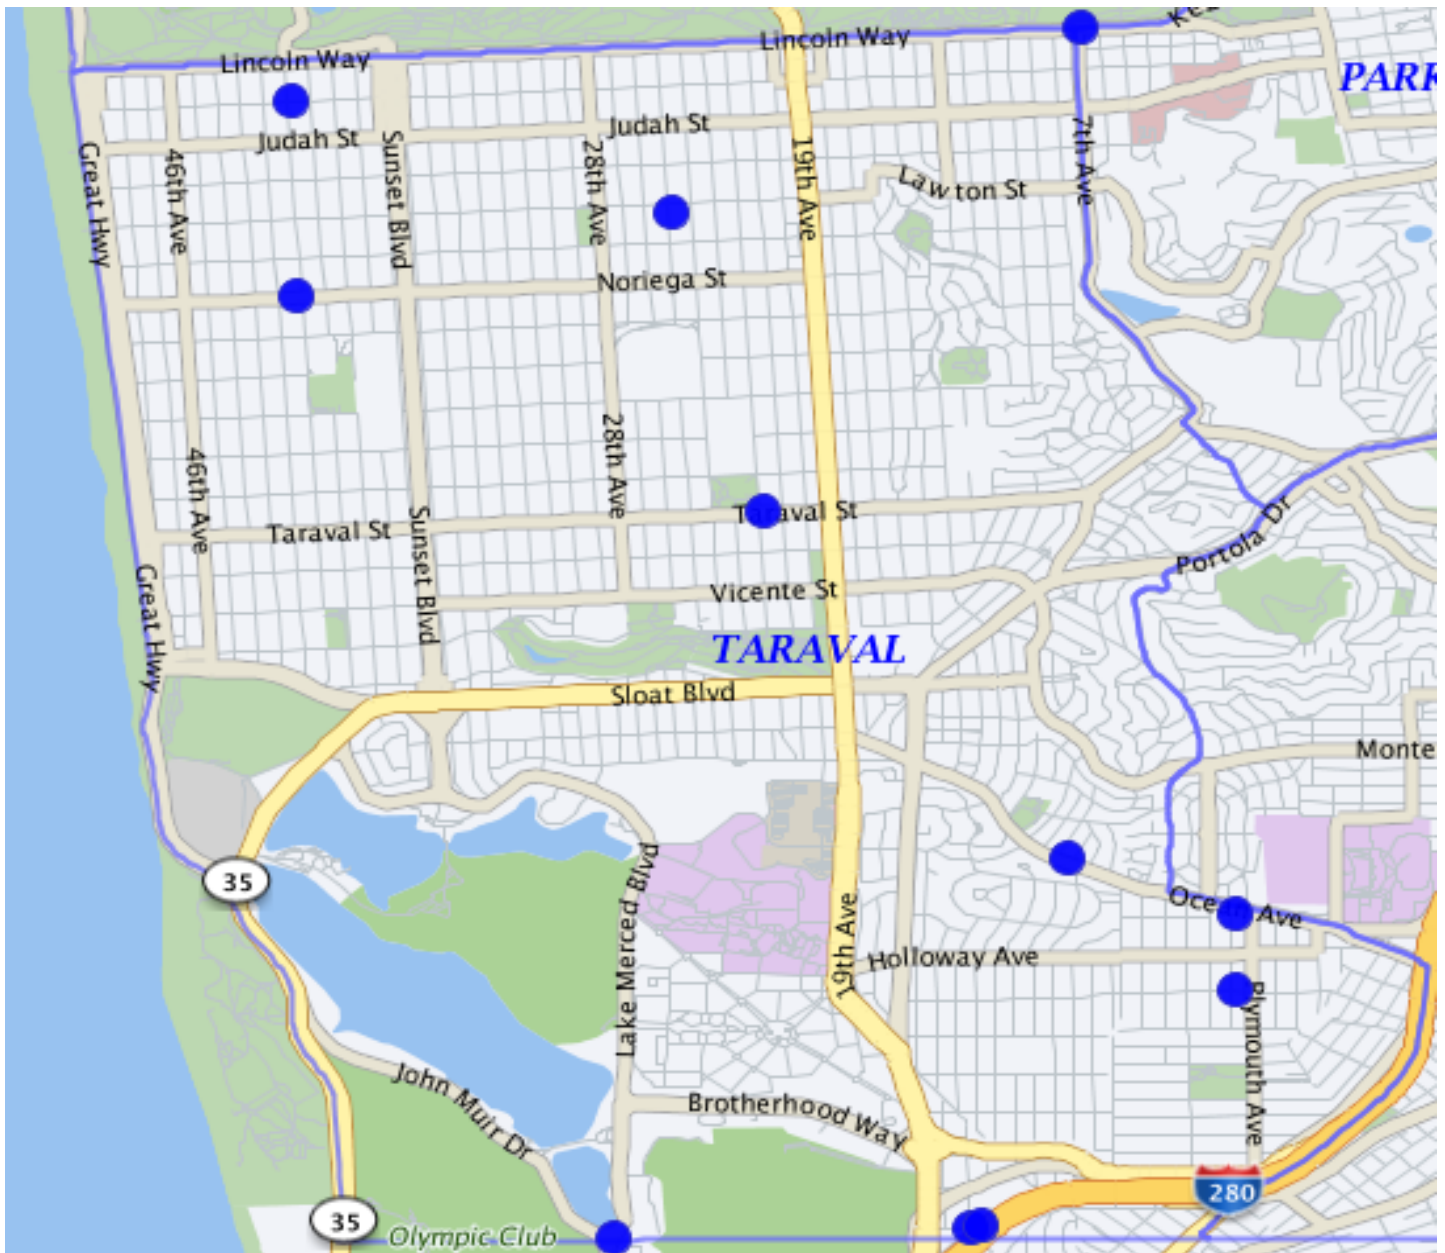 Lincoln Way
Lincoln Way
PARK
Judah St
Judah St
Great Hwy
46th Ave
Sunset Blvd
28th Ave
19th Ave
7th Ave
Lawton St
Noriega St
46th Ave
28th Ave
Taraval St
Taraval St
Sunset Blvd
Portola Dr
Great Hwy
Vicente St
TARAVAL
Sloat Blvd
Monte
35
Lake Merced Blvd
19th Ave
Ocean Ave
Holloway Ave
Plymouth Ave
John Muir Dr
Brotherhood Way
280
35
Olympic Club